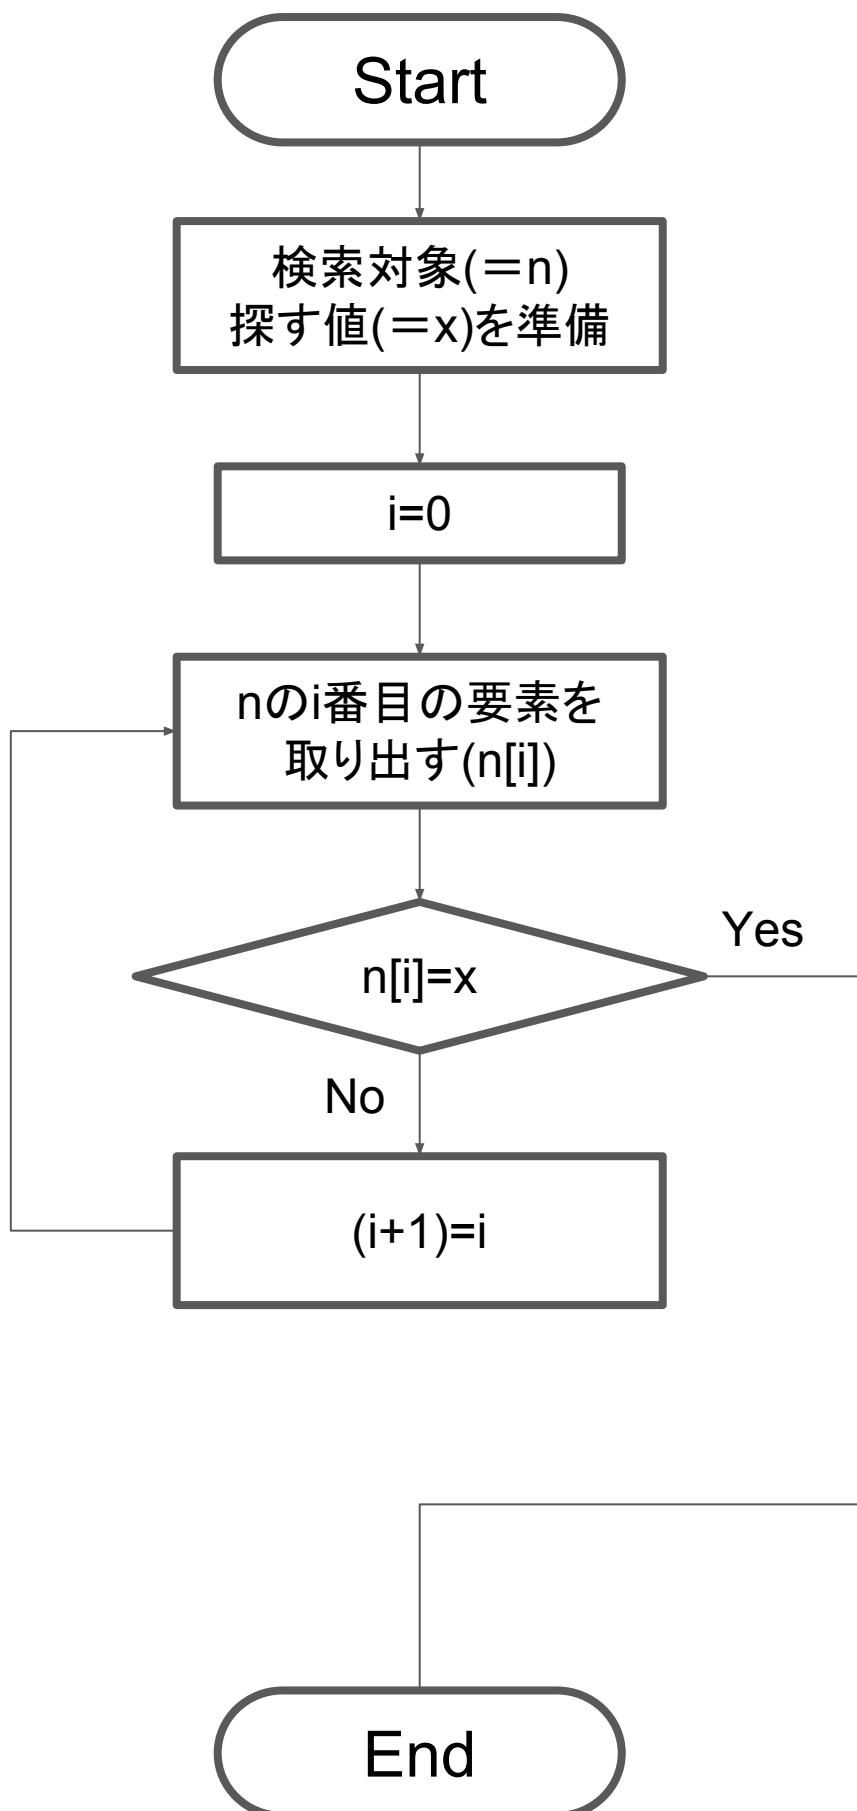 Start
検索対象(＝n)
探す値(＝x)を準備
i=0
nのi番目の要素を
取り出す(n[i])
n[i]=x
Yes
No
(i+1)=i
End